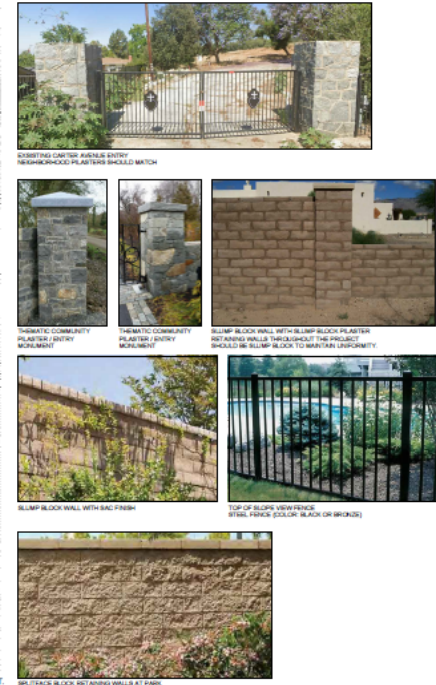 EXSISTING CARTER AVENUE ENTRY
NEIGHBORHOOD PILASTERS SHOULD MATCH
THEMATIC COMMUNITY
PILASTER / ENTRY
MONUMENT
THEMATIC COMMUNITY
PILASTER / ENTRY
MONUMENT
SLUMP BLOCK WALL WITH SLUMP BLOCK PILASTER
RETAINING WALLS THROUGHOUT THE PROJECT
SHOULD BE SLUMP BLOCK TO MAINTAIN UNIFORMITY.
SLUMP BLOCK WALL WITH SAC FINISH
TOP OF SLOPE VIEW FENCE
STEEL FENCE (COLOR: BLACK OR BRONZE)
SPLITFACE BLOCK RETAINING WALLS AT PARK